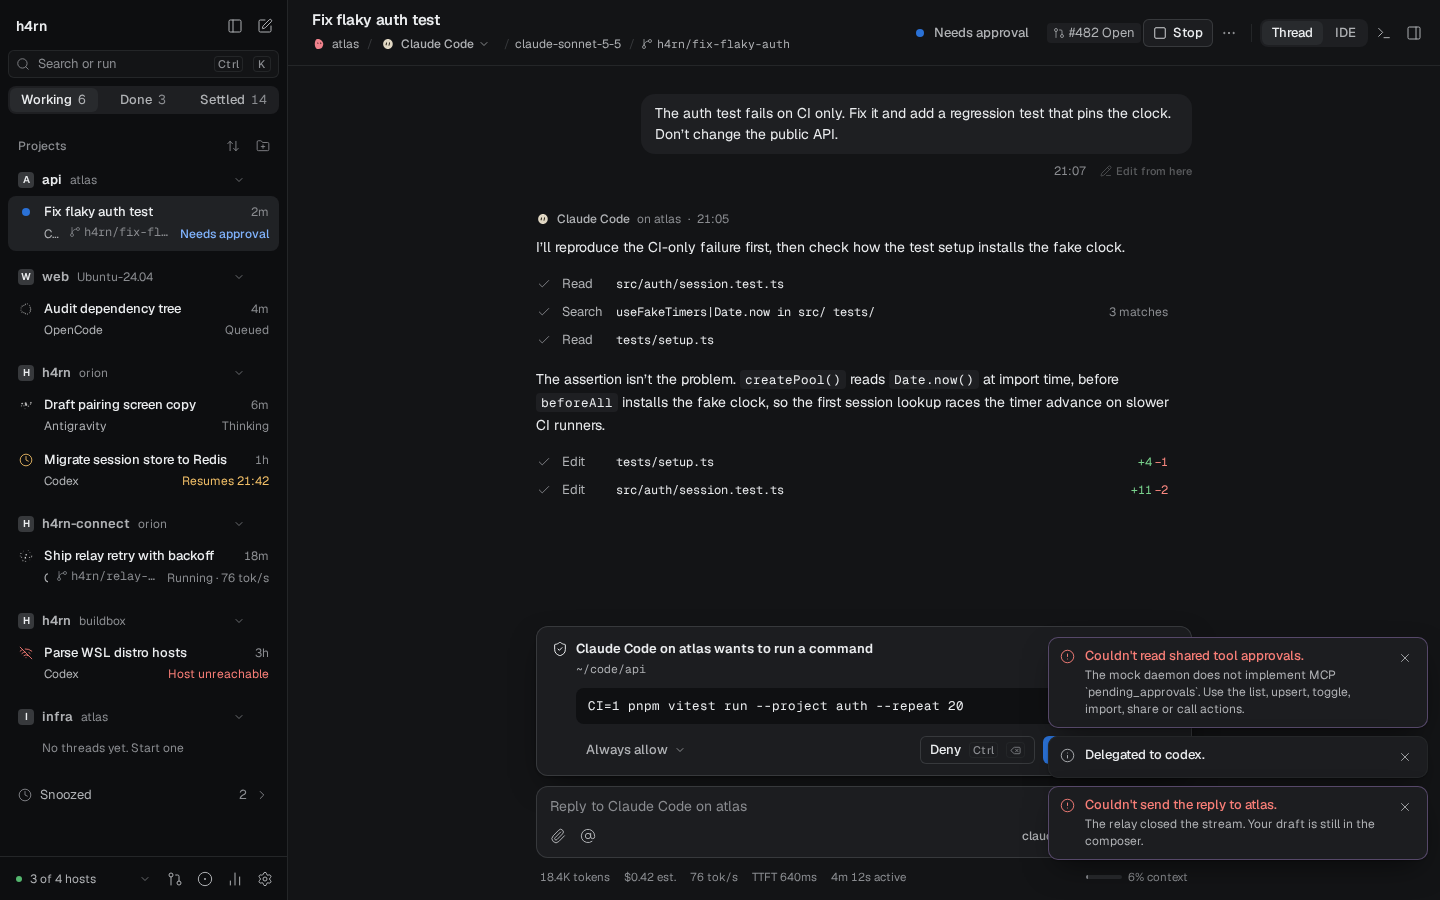 h4rn
Search or run Ctrl K
Working 6 Done 3 Settled 14
Projects
A api atlas
Fix flaky auth test 2m
C… h4rn/fix-fl… Needs approval
W web Ubuntu-24.04
Audit dependency tree 4m
OpenCode Queued
H h4rn orion
Draft pairing screen copy 6m
Antigravity Thinking
Migrate session store to Redis 1h
Codex Resumes 21:42
H h4rn-connect orion
Ship relay retry with backoff 18m
h4rn/relay-… Running · 76 tok/s
H h4rn buildbox
Parse WSL distro hosts 3h
Codex Host unreachable
I infra atlas
No threads yet. Start one
Snoozed 2
3 of 4 hosts
Fix flaky auth test
atlas / Claude Code / claude-sonnet-5-5 / h4rn/fix-flaky-auth
Needs approval #482 Open Stop Thread IDE
The auth test fails on CI only. Fix it and add a regression test that pins the clock.
Don't change the public API.
21:07 Edit from here
Claude Code on atlas · 21:05
I'll reproduce the CI-only failure first, then check how the test setup installs the fake clock.
Read src/auth/session.test.ts
Search useFakeTimers|Date.now in src/ tests/ 3 matches
Read tests/setup.ts
The assertion isn't the problem. createPool() reads Date.now() at import time, before
beforeAll installs the fake clock, so the first session lookup races the timer advance on slower
CI runners.
Edit tests/setup.ts +4 −1
Edit src/auth/session.test.ts +11 −2
Claude Code on atlas wants to run a command
~/code/api
CI=1 pnpm vitest run --project auth --repeat 20
Always allow Deny Ctrl
Reply to Claude Code on atlas
18.4K tokens $0.42 est. 76 tok/s TTFT 640ms 4m 12s active 6% context
Couldn't read shared tool approvals.
The mock daemon does not implement MCP
`pending_approvals`. Use the list, upsert, toggle,
import, share or call actions.
Delegated to codex.
Couldn't send the reply to atlas.
The relay closed the stream. Your draft is still in the
composer.